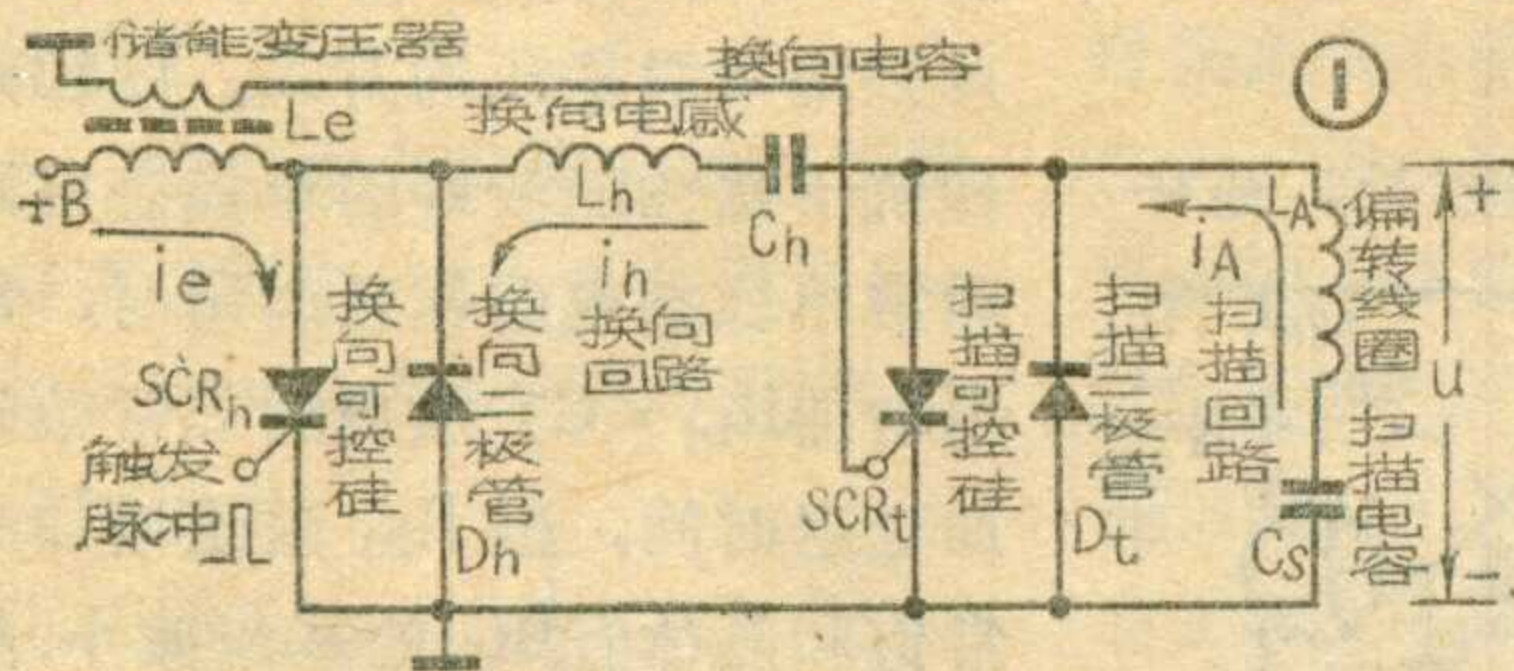 储能变压器
换向电容
①
Le
换向电感
+B
Lh
Ch
LA
偏转线圈
+
ie
ih
iA
换向可控硅
换向二极管
换向
回路
扫描可控硅
扫描二极管
扫描回路
u
SCRh
触发
脉冲
Dh
SCRt
Dt
Cs
扫描电容
-